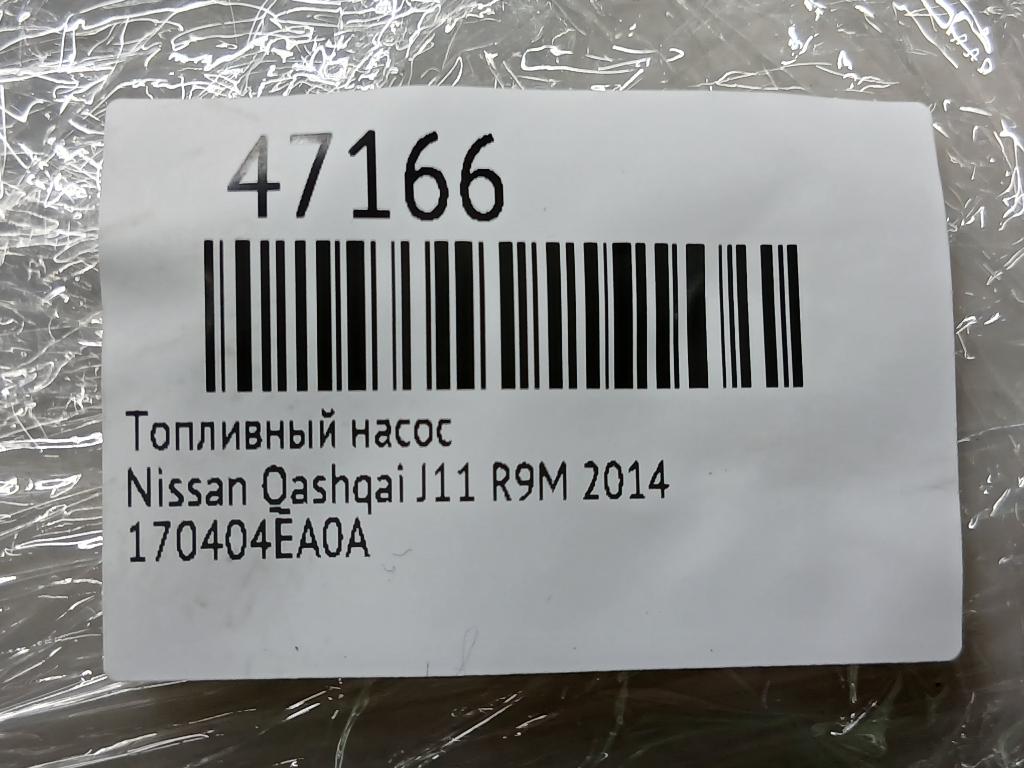 47166
Топливный насос
Nissan Qashqai J11 R9M 2014
170404EA0A